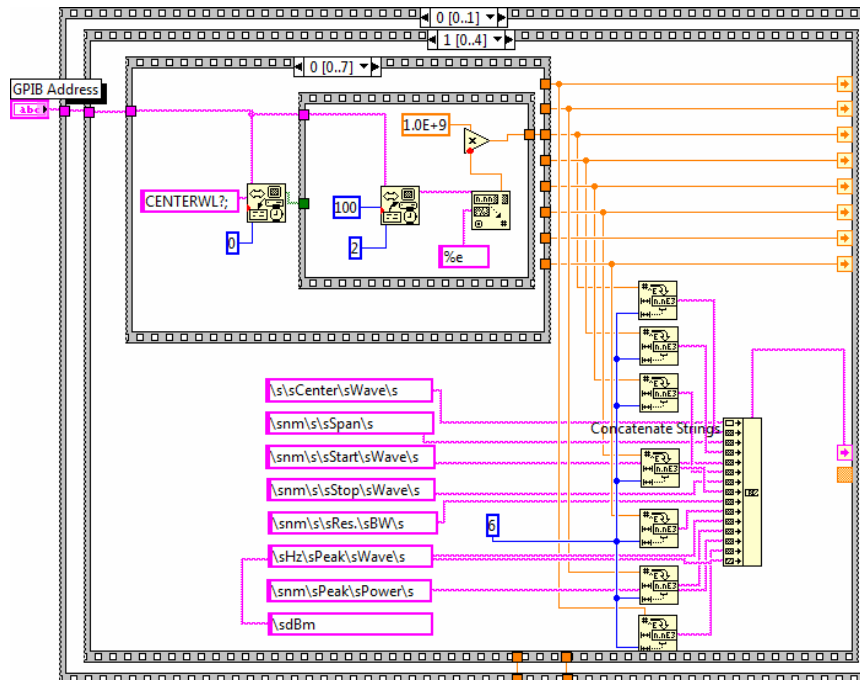 0 [0..1]
1 [0..4]
0 [0..7]
GPIB Address
abc
1.0E+9
CENTERWL?;
100
0
2
%e
\s\sCenter\sWave\s
\snm\s\sSpan\s
Concatenate Strings
\snm\s\sStart\sWave\s
\snm\s\sStop\sWave\s
\snm\s\sRes.\sBW\s
6
\sHz\sPeak\sWave\s
\snm\sPeak\sPower\s
\sdBm